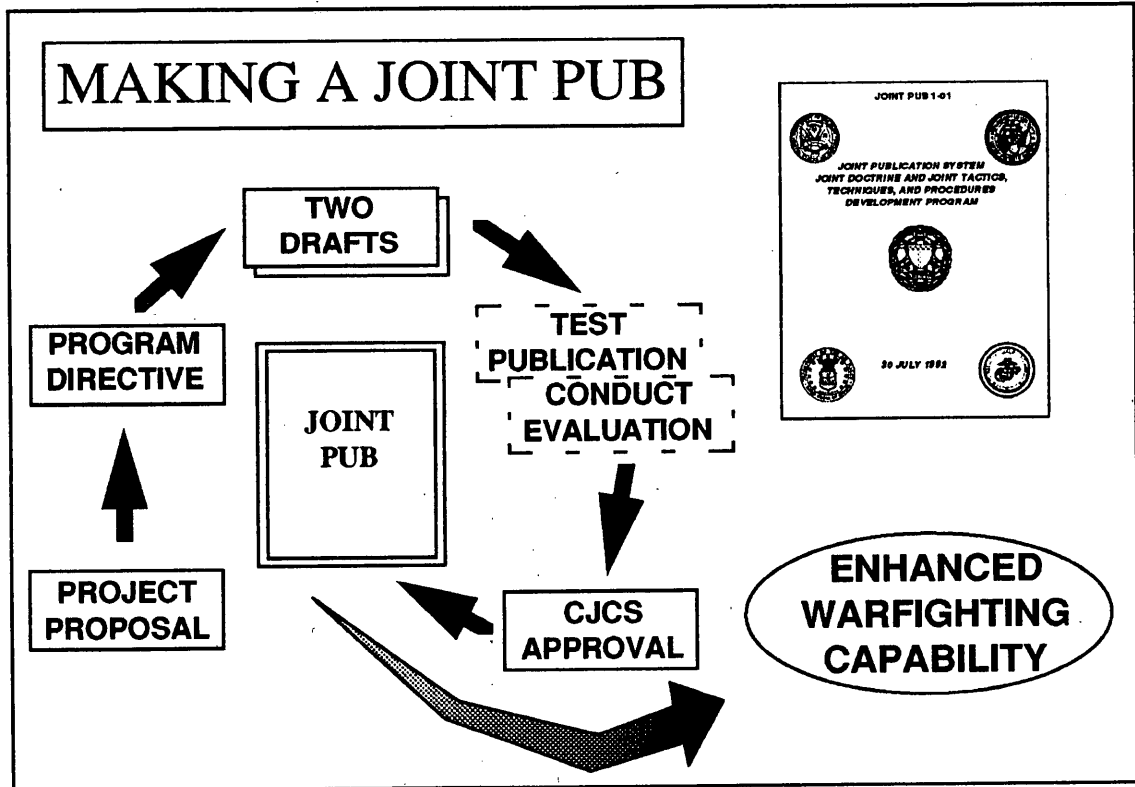 MAKING A JOINT PUB
JOINT PUB 1-01
JOINT PUBLICATION SYSTEM
JOINT DOCTRINE AND JOINT TACTICS,
TECHNIQUES, AND PROCEDURES
DEVELOPMENT PROGRAM
30 JULY 1992
TWO
DRAFTS
PROGRAM
DIRECTIVE
TEST
PUBLICATION
CONDUCT
EVALUATION
JOINT
PUB
PROJECT
PROPOSAL
CJCS
APPROVAL
ENHANCED
WARFIGHTING
CAPABILITY